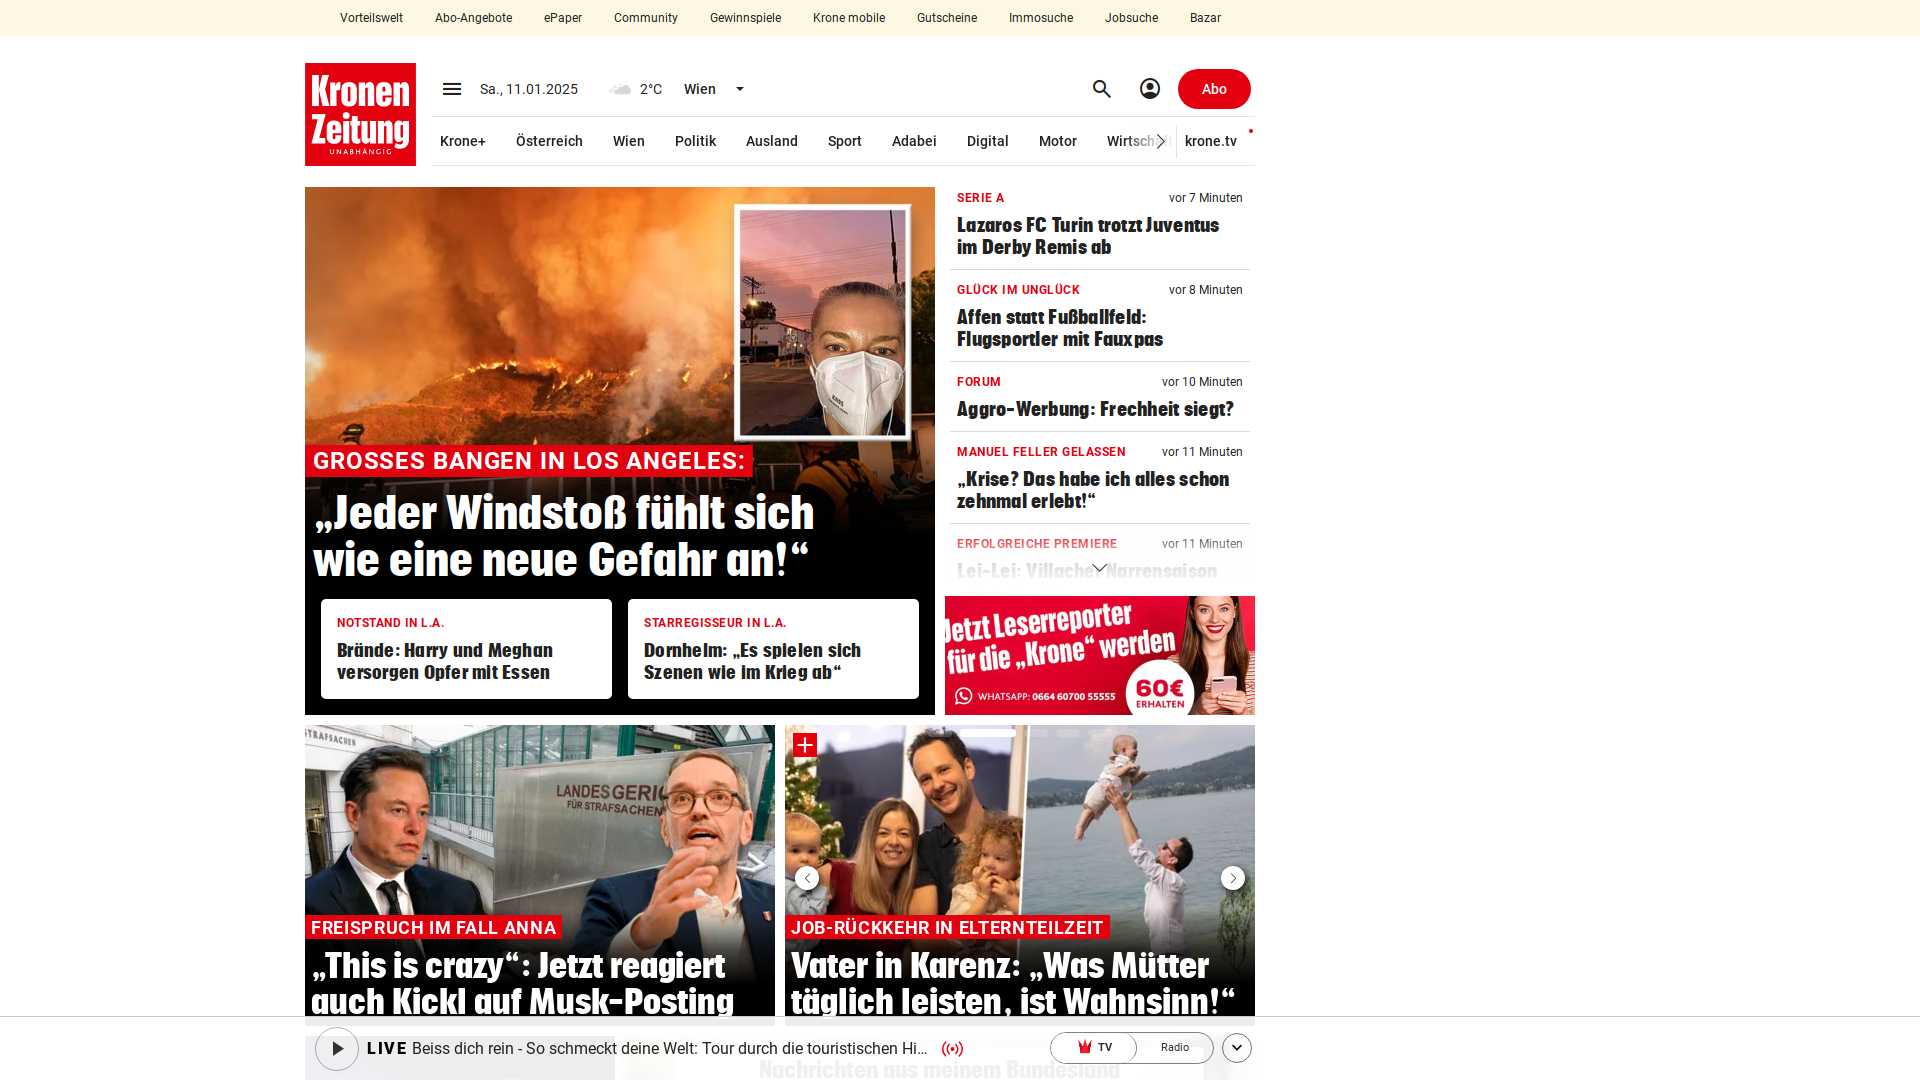 Vorteilswelt Abo-Angebote ePaper Community Gewinnspiele Krone mobile Gutscheine Immosuche Jobsuche Bazar
Kronen
Zeitung
UNABHÄNGIG
Sa., 11.01.2025 2°C Wien Abo
Krone+ Österreich Wien Politik Ausland Sport Adabei Digital Motor Wirtschaft krone.tv
GROSSES BANGEN IN LOS ANGELES:
„Jeder Windstoß fühlt sich
wie eine neue Gefahr an!“
NOTSTAND IN L.A.
Brände: Harry und Meghan
versorgen Opfer mit Essen
STARREGISSEUR IN L.A.
Dornhelm: „Es spielen sich
Szenen wie im Krieg ab“
SERIE A vor 7 Minuten
Lazaros FC Turin trotzt Juventus
im Derby Remis ab
GLÜCK IM UNGLÜCK vor 8 Minuten
Affen statt Fußballfeld:
Flugsportler mit Fauxpas
FORUM vor 10 Minuten
Aggro-Werbung: Frechheit siegt?
MANUEL FELLER GELASSEN vor 11 Minuten
„Krise? Das habe ich alles schon
zehnmal erlebt!“
ERFOLGREICHE PREMIERE vor 11 Minuten
Lei-Lei: Villacher Narrensaison
Jetzt Leserreporter
für die „Krone“ werden
WHATSAPP: 0664 60700 55555
60€
ERHALTEN
STRAFSACHEN
LANDESGERIC
FÜR STRAFSACHEN
FREISPRUCH IM FALL ANNA
„This is crazy“: Jetzt reagiert
auch Kickl auf Musk-Posting
JOB-RÜCKKEHR IN ELTERNTEILZEIT
Vater in Karenz: „Was Mütter
täglich leisten, ist Wahnsinn!“
LIVE Beiss dich rein - So schmeckt deine Welt: Tour durch die touristischen Hi... TV Radio
Nachrichten aus meinem Bundesland